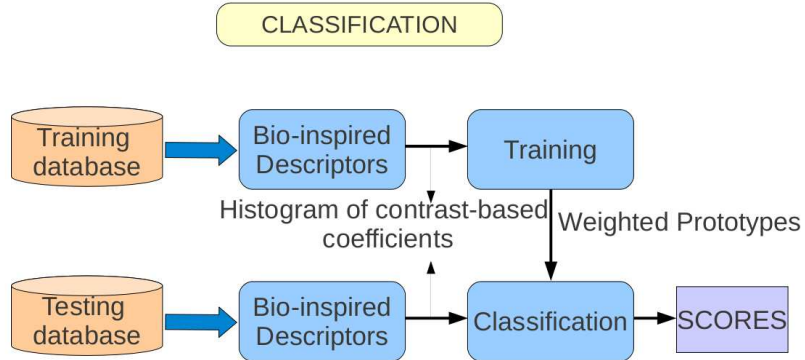 CLASSIFICATION
Training
database
Bio-inspired
Descriptors
Training
Histogram of contrast-based
coefficients
Weighted Prototypes
Testing
database
Bio-inspired
Descriptors
Classification
SCORES